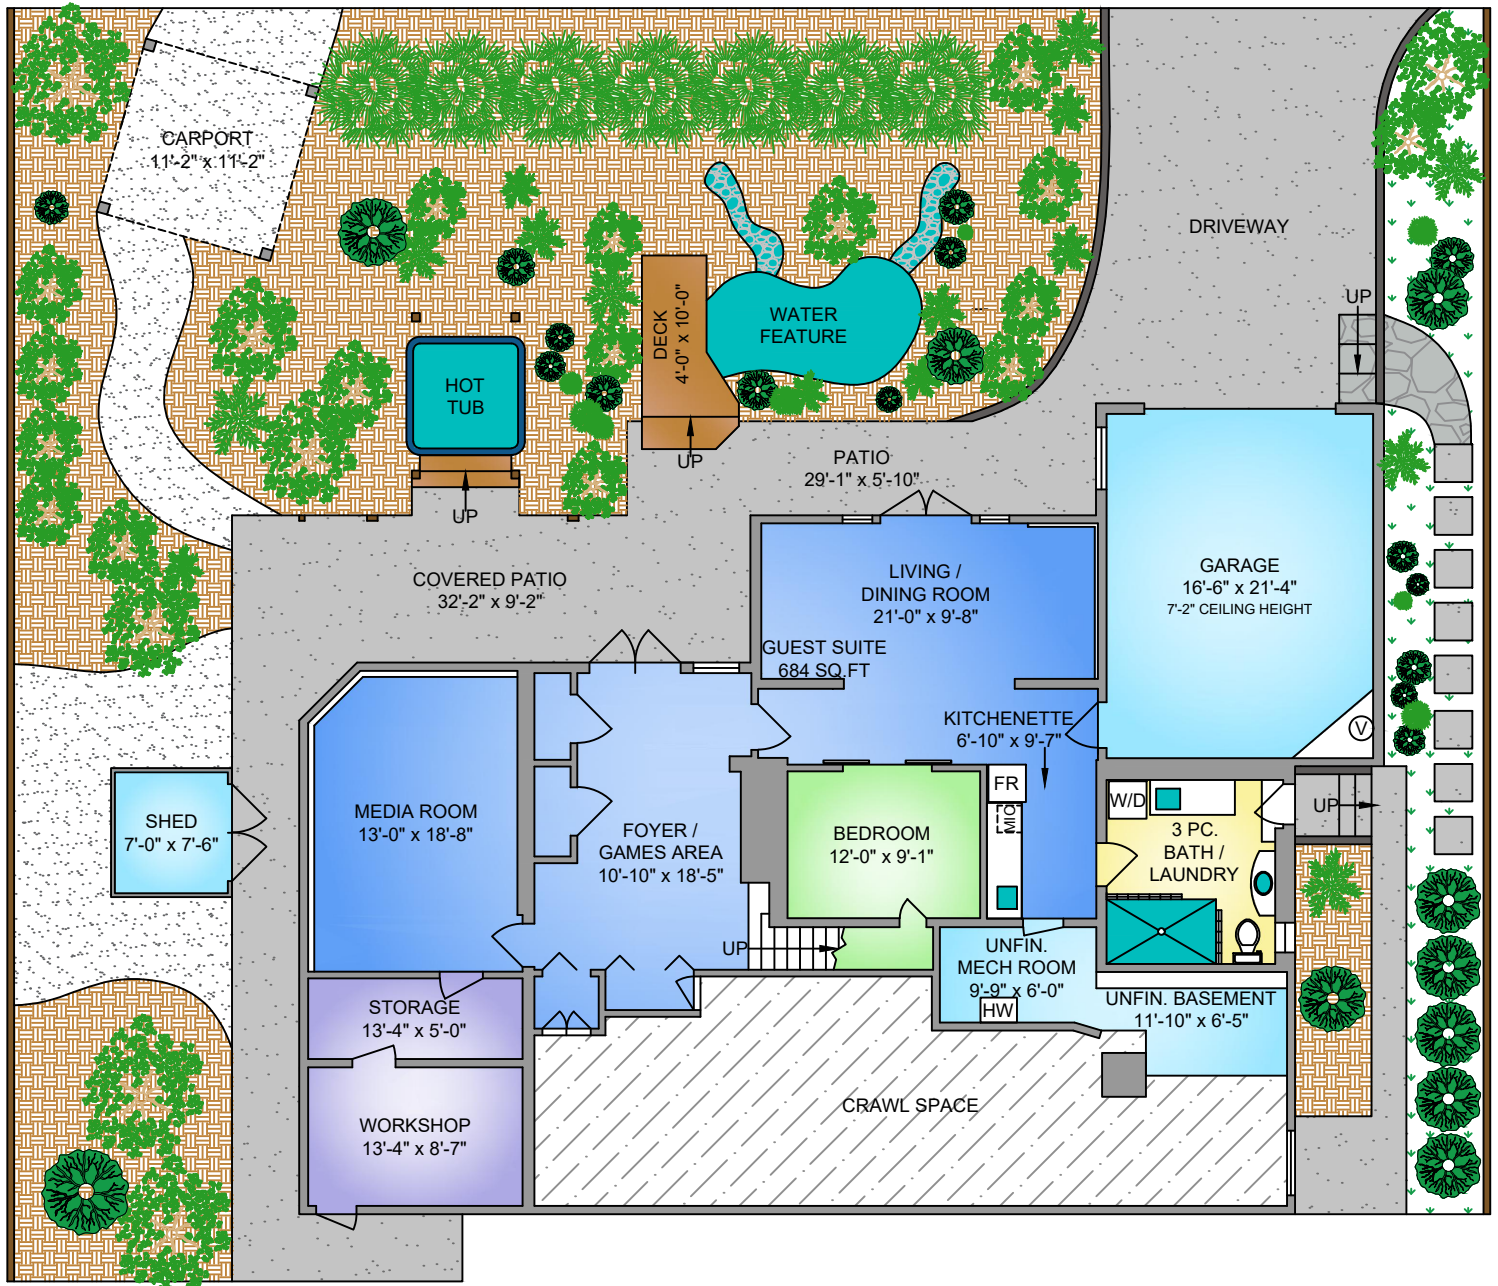 CARPORT
11'-2" x 11'-2"
DRIVEWAY
UP
WATER
FEATURE
DECK
4'-0" x 10'-0"
HOT
TUB
UP
UP
PATIO
29'-1" x 5'-10"
COVERED PATIO
32'-2" x 9'-2"
LIVING /
DINING ROOM
21'-0" x 9'-8"
GARAGE
16'-6" x 21'-4"
7'-2" CEILING HEIGHT
GUEST SUITE
684 SQ.FT
KITCHENETTE
6'-10" x 9'-7"
V
SHED
7'-0" x 7'-6"
MEDIA ROOM
13'-0" x 18'-8"
FOYER /
GAMES AREA
10'-10" x 18'-5"
BEDROOM
12'-0" x 9'-1"
FR
MIC
W/D
3 PC.
BATH /
LAUNDRY
UP
UP
UNFIN.
MECH ROOM
9'-9" x 6'-0"
HW
UNFIN. BASEMENT
11'-10" x 6'-5"
STORAGE
13'-4" x 5'-0"
WORKSHOP
13'-4" x 8'-7"
CRAWL SPACE